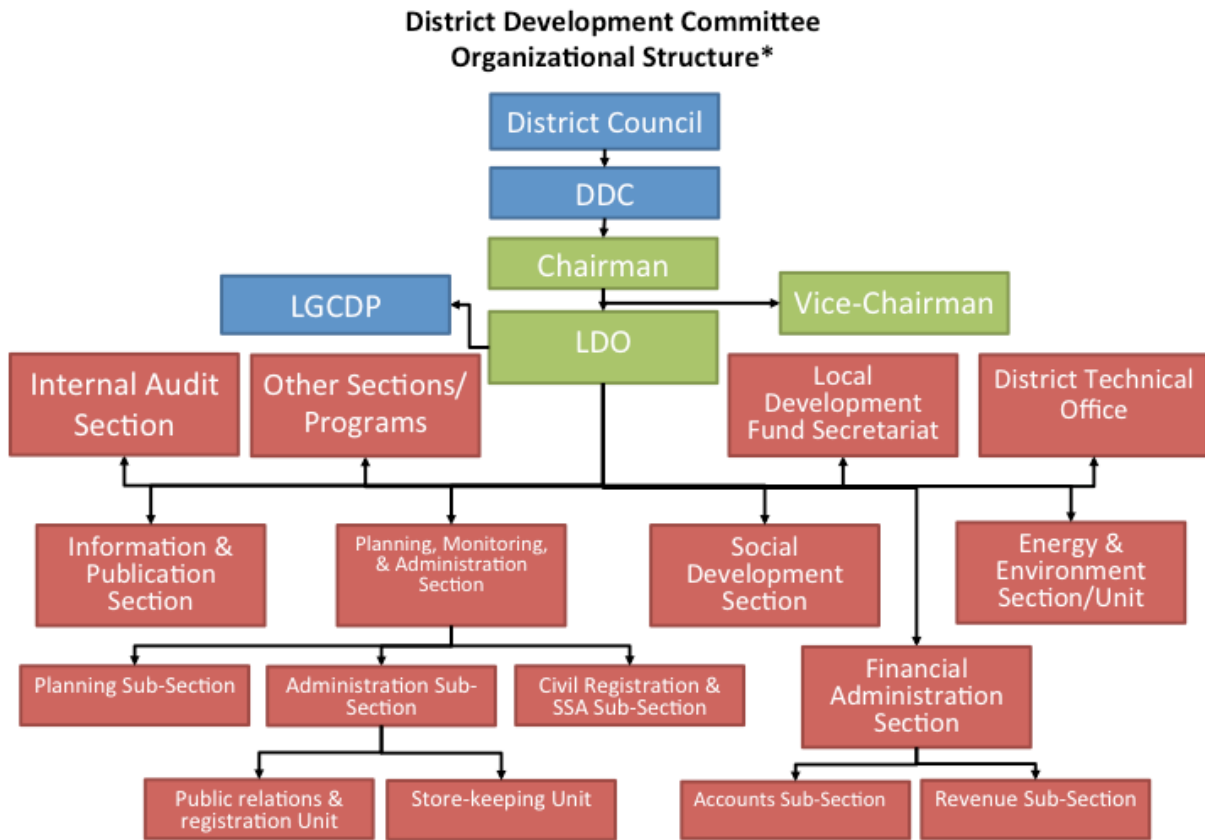 District Development Committee
Organizational Structure*
District Council
DDC
Chairman
LGCDP
Vice-Chairman
LDO
Internal Audit
Section
Other Sections/
Programs
Local
Development
Fund Secretariat
District Technical
Office
Information &
Publication
Section
Planning, Monitoring,
& Administration
Section
Social
Development
Section
Energy &
Environment
Section/Unit
Planning Sub-Section
Administration Sub-
Section
Civil Registration &
SSA Sub-Section
Financial
Administration
Section
Public relations &
registration Unit
Store-keeping Unit
Accounts Sub-Section
Revenue Sub-Section